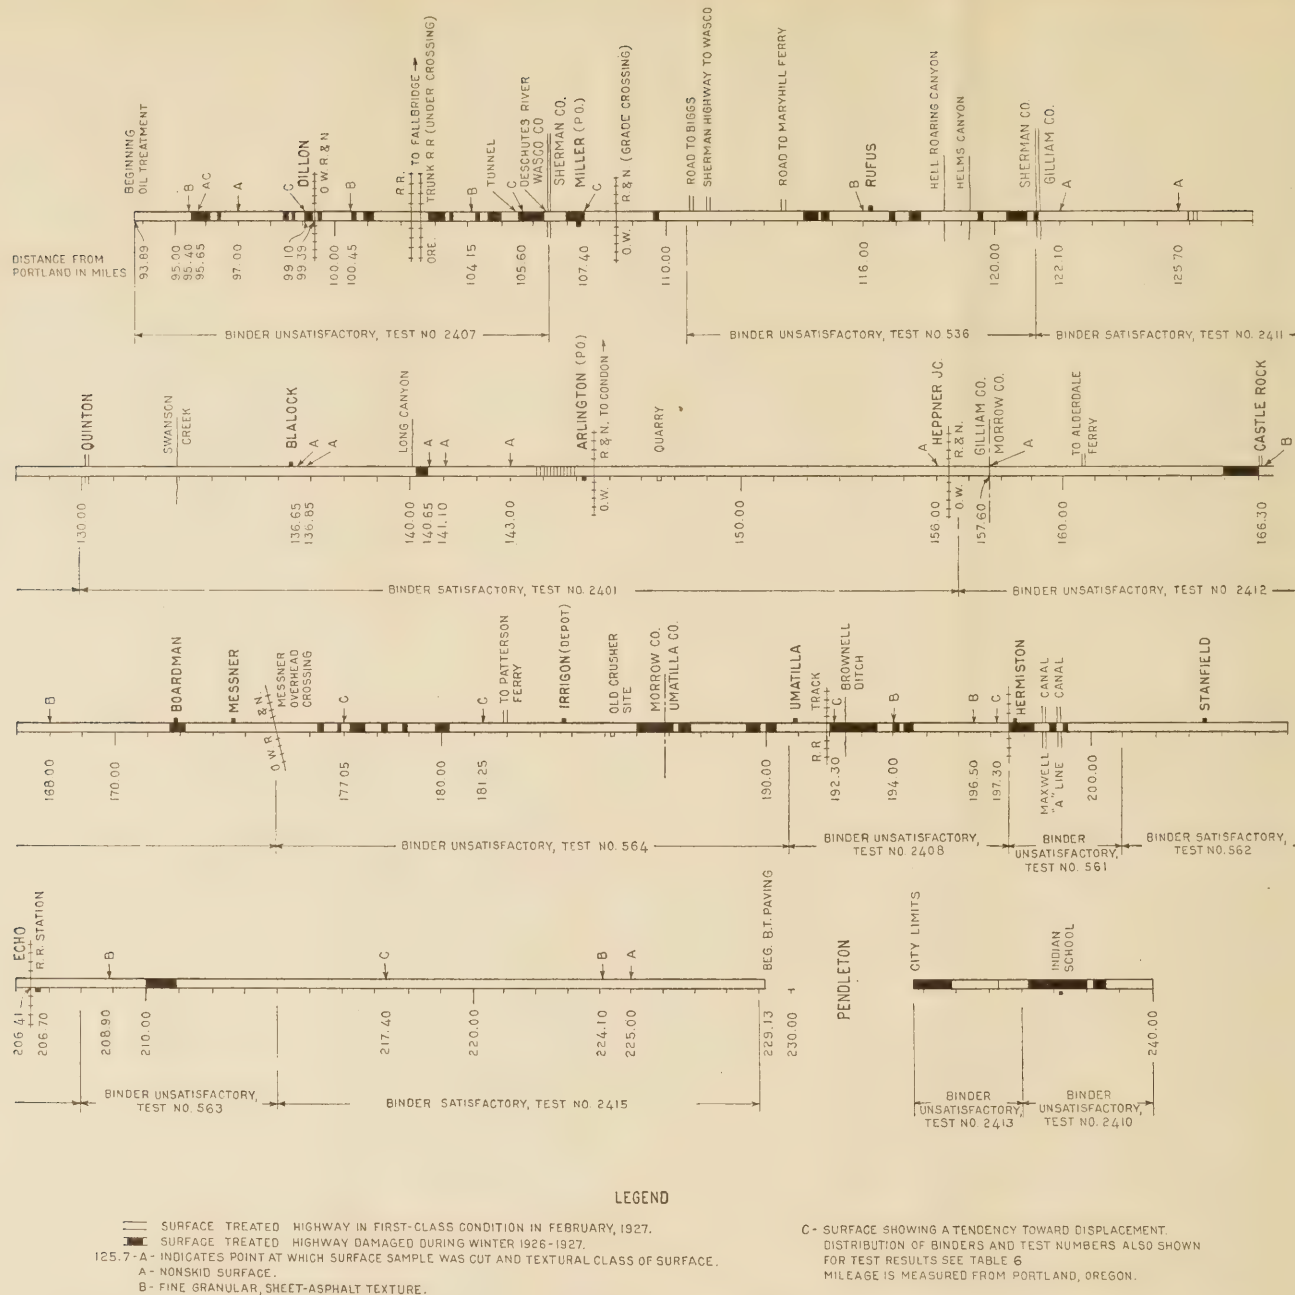 BEGINNING
OIL TREATMENT
B
AC
A
C
DILLON
O.W.R & N
B
R.R.
TO FALLBRIDGE →
ORE. TRUNK R R (UNDER CROSSING)
B
TUNNEL
C
DESCHUTES RIVER
WASCO CO
SHERMAN CO.
MILLER (P.O.)
C
O.W. R & N (GRADE CROSSING)
ROAD TO BIGGS
SHERMAN HIGHWAY TO WASCO
ROAD TO MARYHILL FERRY
B
RUFUS
HELL ROARING CANYON
HELMS CANYON
SHERMAN CO
GILLIAM CO.
A
A
DISTANCE FROM
PORTLAND IN MILES
93.89
95.00
95.40
95.65
97.00
99.10
99.39
100.00
100.45
104.15
105.60
107.40
110.00
116.00
120.00
122.10
125.70
BINDER UNSATISFACTORY, TEST NO 2407
BINDER UNSATISFACTORY, TEST NO 536
BINDER SATISFACTORY, TEST NO. 2411
QUINTON
SWANSON
CREEK
BLALOCK
A
A
LONG CANYON
A
A
A
ARLINGTON (PO)
O.W. R & N. TO CONDON →
QUARRY
A
HEPPNER JC.
O.W. R.& N.
GILLIAM CO.
MORROW CO.
A
TO ALDERDALE
FERRY
CASTLE ROCK
B
130.00
136.65
136.85
140.00
140.65
141.10
143.00
150.00
156.00
157.60
160.00
166.30
BINDER SATISFACTORY, TEST NO. 2401
BINDER UNSATISFACTORY, TEST NO. 2412
B
BOARDMAN
MESSNER
O W R & N.
MESSNER
OVERHEAD
CROSSING
C
C
TO PATTERSON
FERRY
IRRIGON (DEPOT)
OLD CRUSHER
SITE
MORROW CO.
UMATILLA CO.
UMATILLA
R R TRACK
C
BROWNELL
DITCH
B
B
C
HERMISTON
MAXWELL CANAL
"A" LINE CANAL
STANFIELD
168.00
170.00
177.05
180.00
181.25
190.00
192.30
194.00
196.50
197.30
200.00
BINDER UNSATISFACTORY, TEST NO. 564
BINDER UNSATISFACTORY,
TEST NO. 2408
BINDER
UNSATISFACTORY,
TEST NO. 561
BINDER SATISFACTORY,
TEST NO. 562
ECHO
R.R. STATION
B
C
B
A
BEG. B.T. PAVING
PENDLETON
CITY LIMITS
INDIAN
SCHOOL
206.41
206.70
208.90
210.00
217.40
220.00
224.10
225.00
229.13
230.00
240.00
BINDER UNSATISFACTORY,
TEST NO. 563
BINDER SATISFACTORY, TEST NO. 2415
BINDER
UNSATISFACTORY,
TEST NO. 2413
BINDER
UNSATISFACTORY,
TEST NO. 2410
LEGEND
SURFACE TREATED HIGHWAY IN FIRST-CLASS CONDITION IN FEBRUARY, 1927.
SURFACE TREATED HIGHWAY DAMAGED DURING WINTER 1926-1927.
125.7-A- INDICATES POINT AT WHICH SURFACE SAMPLE WAS CUT AND TEXTURAL CLASS OF SURFACE.
A- NONSKID SURFACE.
B- FINE GRANULAR, SHEET-ASPHALT TEXTURE.
C- SURFACE SHOWING A TENDENCY TOWARD DISPLACEMENT.
DISTRIBUTION OF BINDERS AND TEST NUMBERS ALSO SHOWN
FOR TEST RESULTS SEE TABLE 6
MILEAGE IS MEASURED FROM PORTLAND, OREGON.